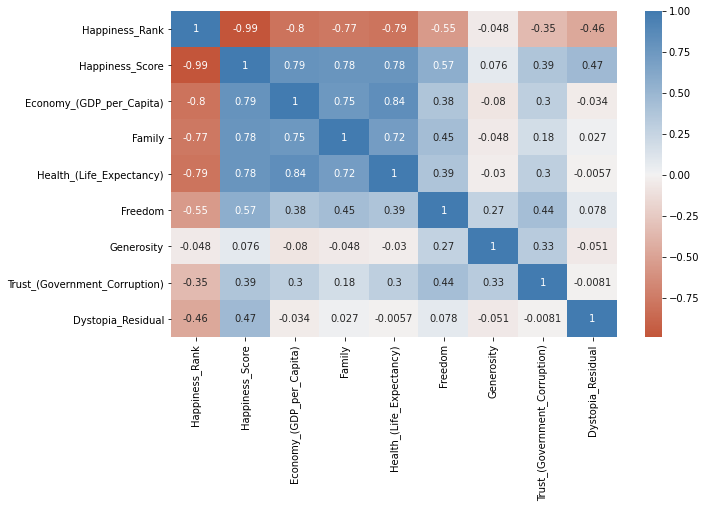 Happiness_Rank 1 -0.99 -0.8 -0.77 -0.79 -0.55 -0.048 -0.35 -0.46
Happiness_Score -0.99 1 0.79 0.78 0.78 0.57 0.076 0.39 0.47
Economy_(GDP_per_Capita) -0.8 0.79 1 0.75 0.84 0.38 -0.08 0.3 -0.034
Family -0.77 0.78 0.75 1 0.72 0.45 -0.048 0.18 0.027
Health_(Life_Expectancy) -0.79 0.78 0.84 0.72 1 0.39 -0.03 0.3 -0.0057
Freedom -0.55 0.57 0.38 0.45 0.39 1 0.27 0.44 0.078
Generosity -0.048 0.076 -0.08 -0.048 -0.03 0.27 1 0.33 -0.051
Trust_(Government_Corruption) -0.35 0.39 0.3 0.18 0.3 0.44 0.33 1 -0.0081
Dystopia_Residual -0.46 0.47 -0.034 0.027 -0.0057 0.078 -0.051 -0.0081 1
Happiness_Rank
Happiness_Score
Economy_(GDP_per_Capita)
Family
Health_(Life_Expectancy)
Freedom
Generosity
Trust_(Government_Corruption)
Dystopia_Residual
1.00
0.75
0.50
0.25
0.00
−0.25
−0.50
−0.75